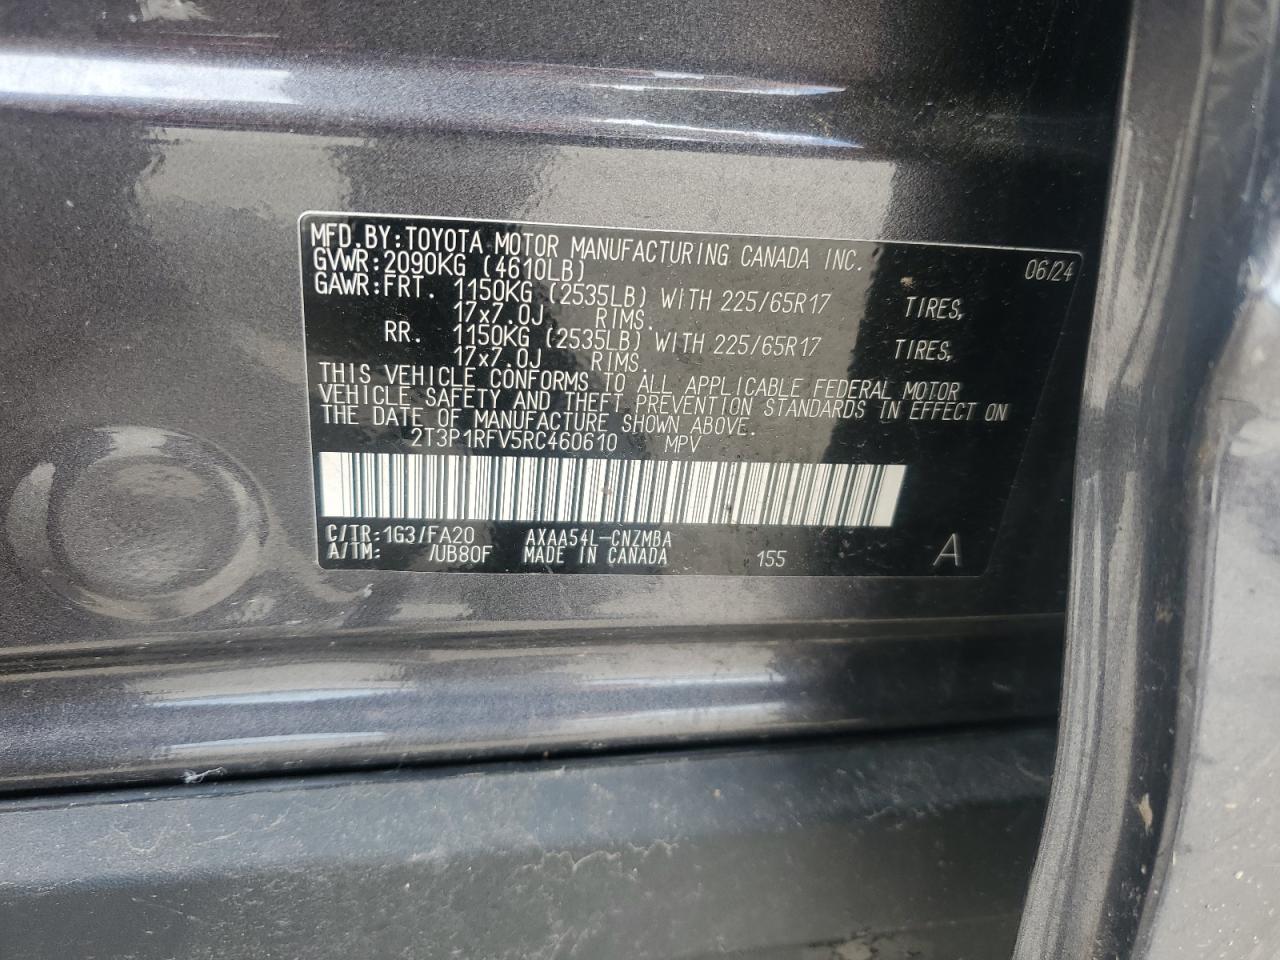 MFD.BY:TOYOTA MOTOR MANUFACTURING CANADA INC. 06/24
GVWR:2090KG (4610LB)
GAWR:FRT. 1150KG (2535LB) WITH 225/65R17 TIRES,
17x7.0J RIMS.
RR. 1150KG (2535LB) WITH 225/65R17 TIRES,
17x7.0J RIMS.
THIS VEHICLE CONFORMS TO ALL APPLICABLE FEDERAL MOTOR
VEHICLE SAFETY AND THEFT PREVENTION STANDARDS IN EFFECT ON
THE DATE OF MANUFACTURE SHOWN ABOVE.
2T3P1RFV5RC460610 MPV
C/TR:1G3/FA20 AXAA54L-CNZMBA
A/TM: /UB80F MADE IN CANADA 155 A